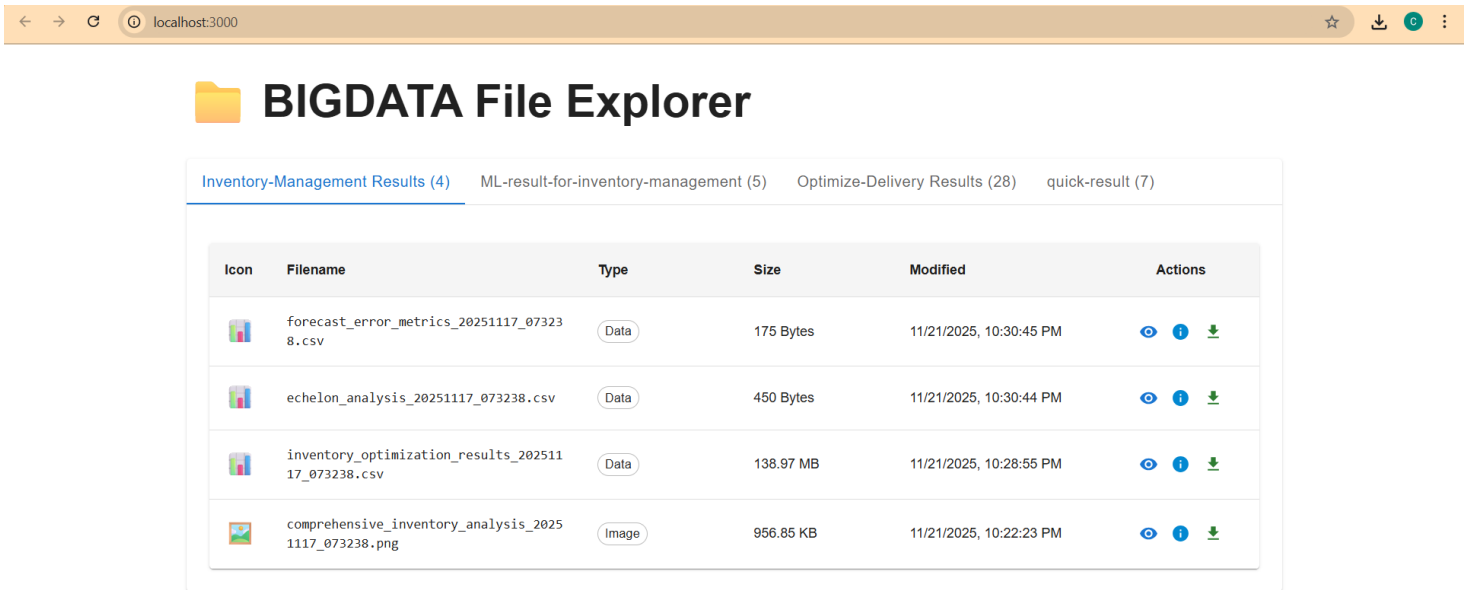 localhost:3000
C
BIGDATA File Explorer
Inventory-Management Results (4) ML-result-for-inventory-management (5) Optimize-Delivery Results (28) quick-result (7)
Icon Filename Type Size Modified Actions
forecast_error_metrics_20251117_07323
8.csv
Data 175 Bytes 11/21/2025, 10:30:45 PM
echelon_analysis_20251117_073238.csv Data 450 Bytes 11/21/2025, 10:30:44 PM
inventory_optimization_results_202511
17_073238.csv
Data 138.97 MB 11/21/2025, 10:28:55 PM
comprehensive_inventory_analysis_2025
1117_073238.png
Image 956.85 KB 11/21/2025, 10:22:23 PM